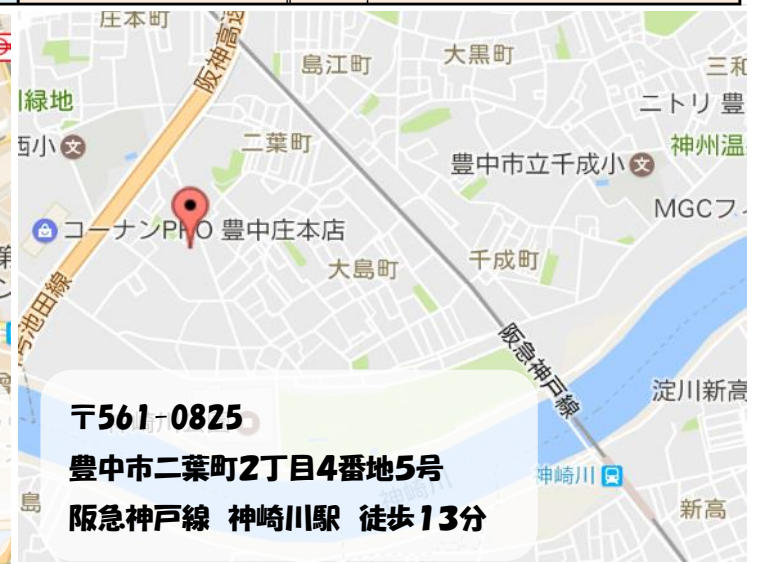 庄本町
阪神高速
島江町
大黒町
三和
緑地
ニトリ 豊
西小
文
二葉町
豊中市立千成小
文
神州温
コーナンPRO 豊中庄本店
MGCフィ
大島町
千成町
号池田線
阪急神戸線
淀川新高
〒561-0825
豊中市二葉町2丁目4番地5号
神崎川
阪急神戸線 神崎川駅 徒歩13分
神崎川
島
新高